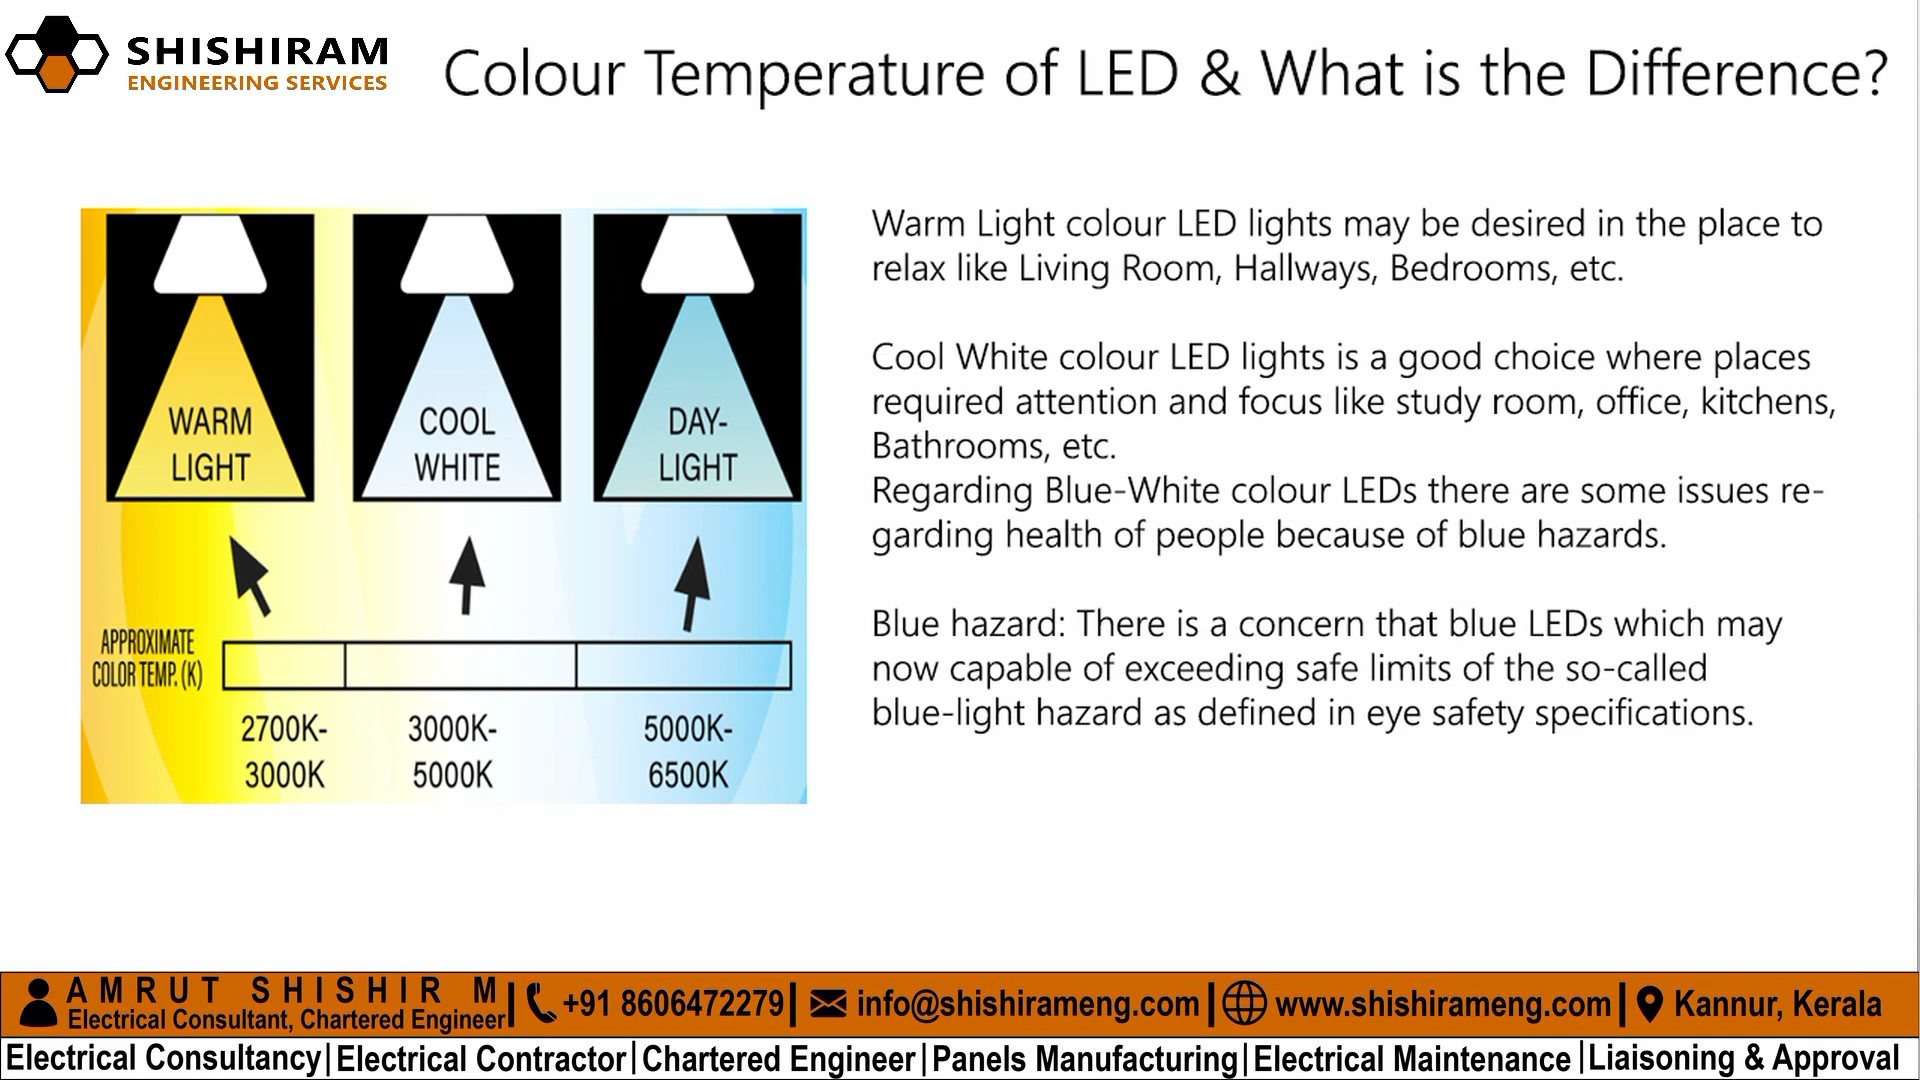 SHISHIRAM
ENGINEERING SERVICES
Colour Temperature of LED & What is the Difference?
WARM
LIGHT
COOL
WHITE
DAY-
LIGHT
APPROXIMATE
COLOR TEMP. (K)
2700K-
3000K
3000K-
5000K
5000K-
6500K
Warm Light colour LED lights may be desired in the place to
relax like Living Room, Hallways, Bedrooms, etc.
Cool White colour LED lights is a good choice where places
required attention and focus like study room, office, kitchens,
Bathrooms, etc.
Regarding Blue-White colour LEDs there are some issues re-
garding health of people because of blue hazards.
Blue hazard: There is a concern that blue LEDs which may
now capable of exceeding safe limits of the so-called
blue-light hazard as defined in eye safety specifications.
AMRUT SHISHIR M
Electrical Consultant, Chartered Engineer
+91 8606472279
info@shishirameng.com
www.shishirameng.com
Kannur, Kerala
Electrical Consultancy|Electrical Contractor|Chartered Engineer|Panels Manufacturing|Electrical Maintenance|Liaisoning & Approval